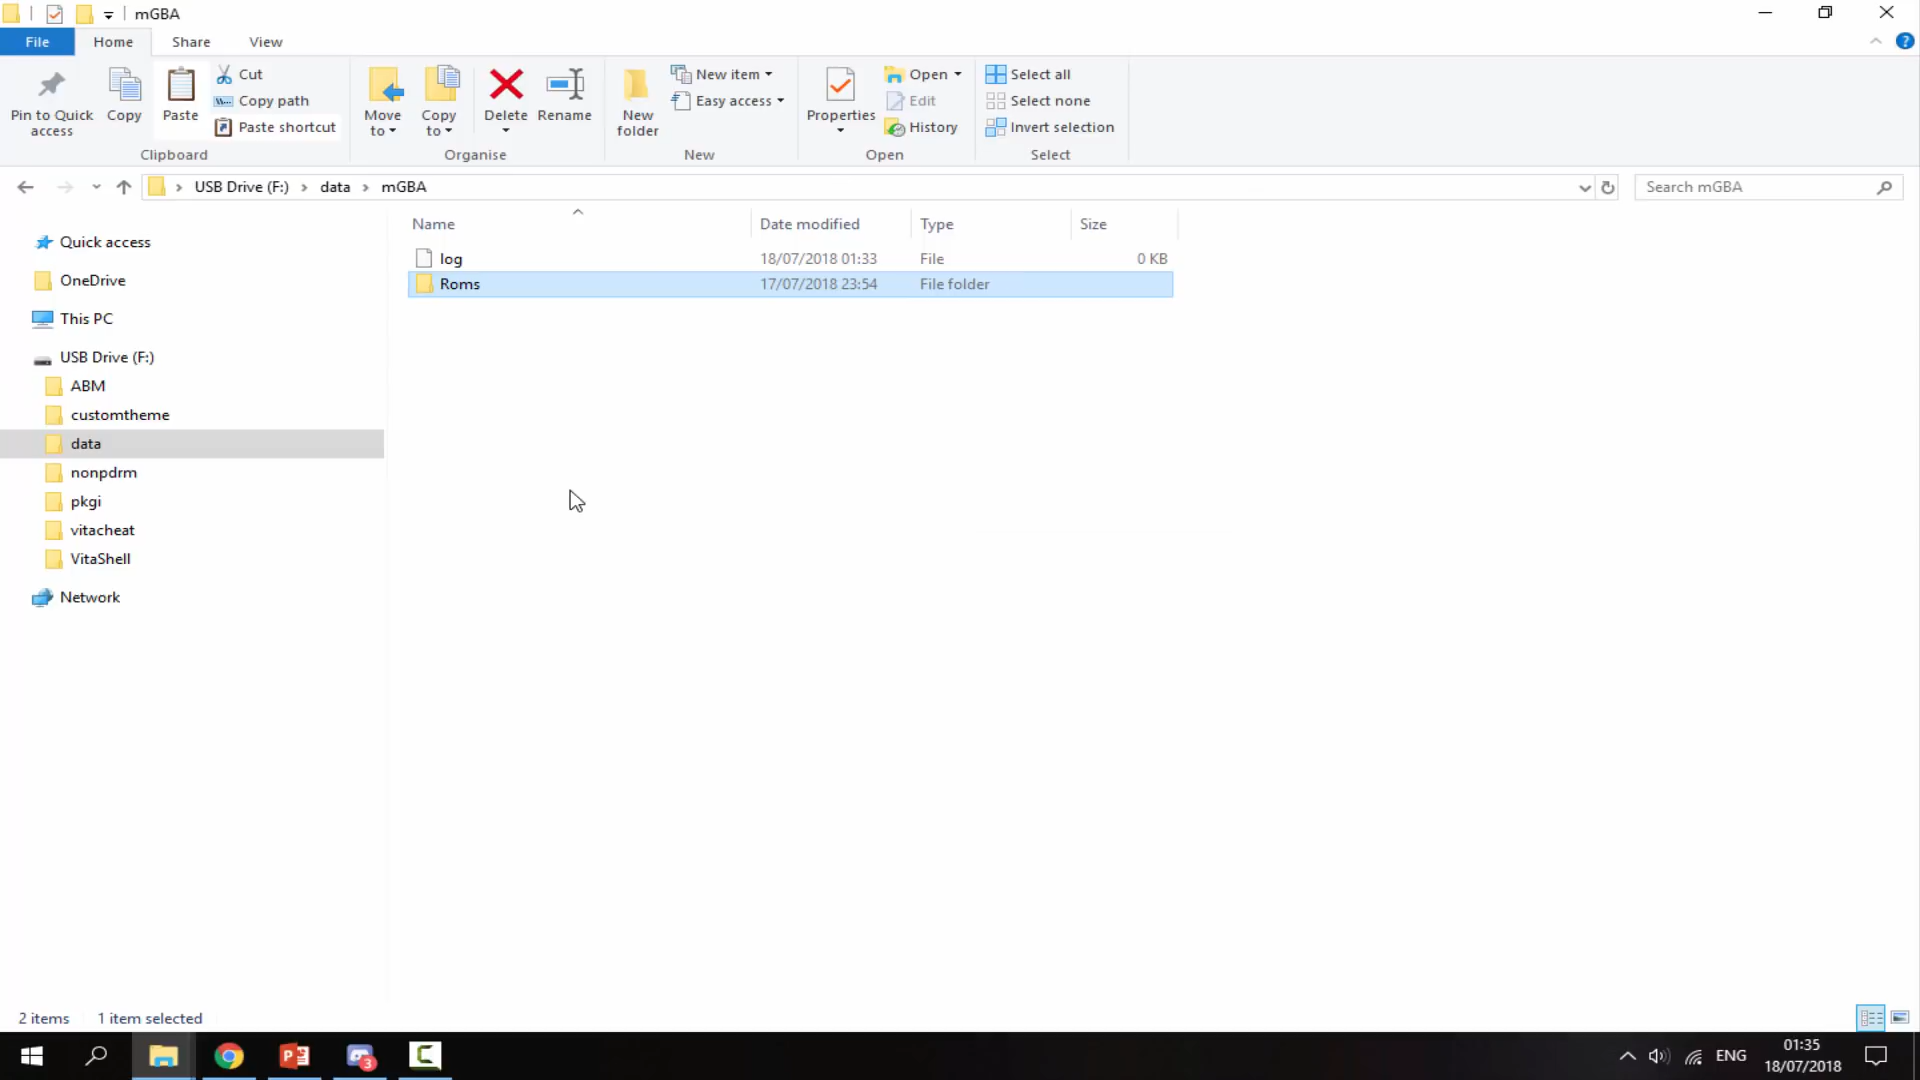 mGBA
File Home Share View
Pin to Quick access
Copy
Paste
Cut
Copy path
Paste shortcut
Clipboard
Move to
Copy to
Delete
Rename
Organise
New folder
New item
Easy access
New
Properties
Open
Edit
History
Open
Select all
Select none
Invert selection
Select
USB Drive (F:) data mGBA
Search mGBA
Quick access
OneDrive
This PC
USB Drive (F:)
ABM
customtheme
data
nonpdrm
pkgi
vitacheat
VitaShell
Network
Name Date modified Type Size
log 18/07/2018 01:33 File 0 KB
Roms 17/07/2018 23:54 File folder
2 items 1 item selected
3
ENG
01:35
18/07/2018